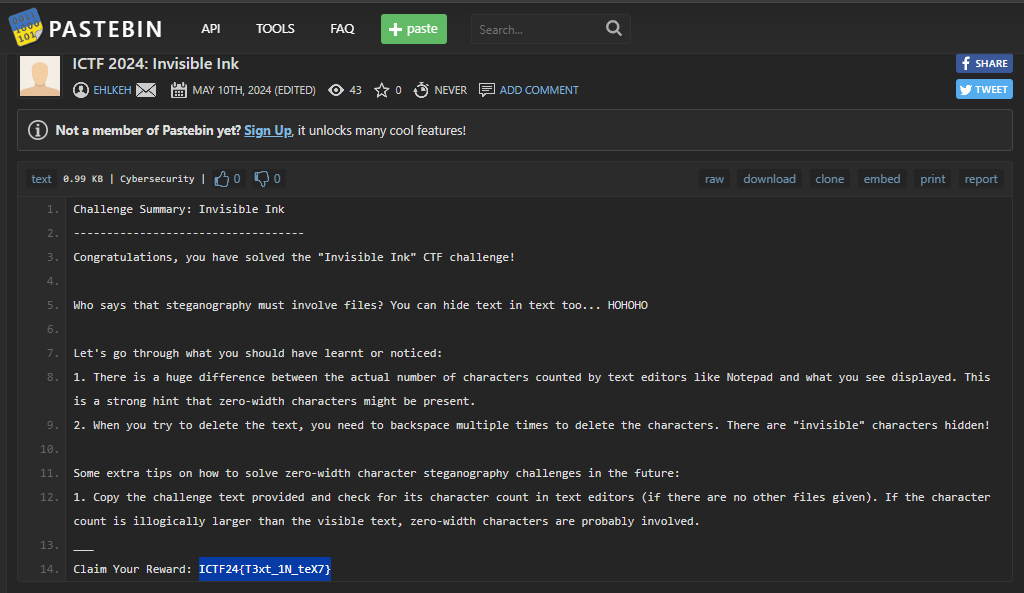 PASTEBIN API TOOLS FAQ + paste Search...
ICTF 2024: Invisible Ink SHARE
EHLKEH MAY 10TH, 2024 (EDITED) 43 0 NEVER ADD COMMENT TWEET
Not a member of Pastebin yet? Sign Up, it unlocks many cool features!
text 0.99 KB | Cybersecurity | 0 0 raw download clone embed print report
1. Challenge Summary: Invisible Ink
2. -----------------------------------
3. Congratulations, you have solved the "Invisible Ink" CTF challenge!
4.
5. Who says that steganography must involve files? You can hide text in text too... HOHOHO
6.
7. Let's go through what you should have learnt or noticed:
8. 1. There is a huge difference between the actual number of characters counted by text editors like Notepad and what you see displayed. This
is a strong hint that zero-width characters might be present.
9. 2. When you try to delete the text, you need to backspace multiple times to delete the characters. There are "invisible" characters hidden!
10.
11. Some extra tips on how to solve zero-width character steganography challenges in the future:
12. 1. Copy the challenge text provided and check for its character count in text editors (if there are no other files given). If the character
count is illogically larger than the visible text, zero-width characters are probably involved.
13. ___
14. Claim Your Reward: ICTF24{T3xt_1N_teX7}